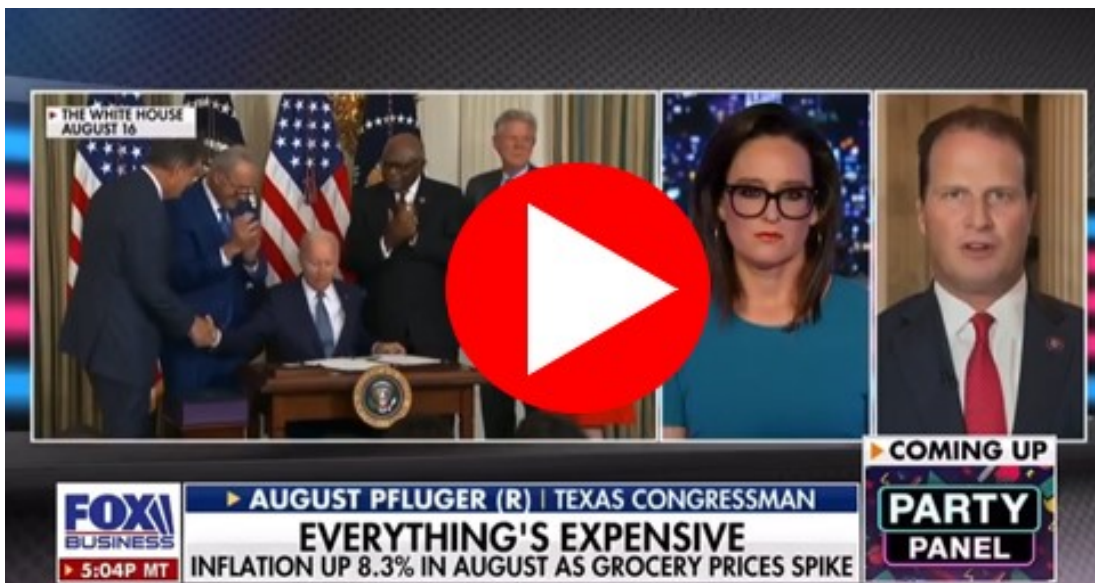 THE WHITE HOUSE
AUGUST 16
COMING UP
PARTY
PANEL
AUGUST PFLUGER (R) | TEXAS CONGRESSMAN
EVERYTHING'S EXPENSIVE
INFLATION UP 8.3% IN AUGUST AS GROCERY PRICES SPIKE
FOX
BUSINESS
5:04P MT